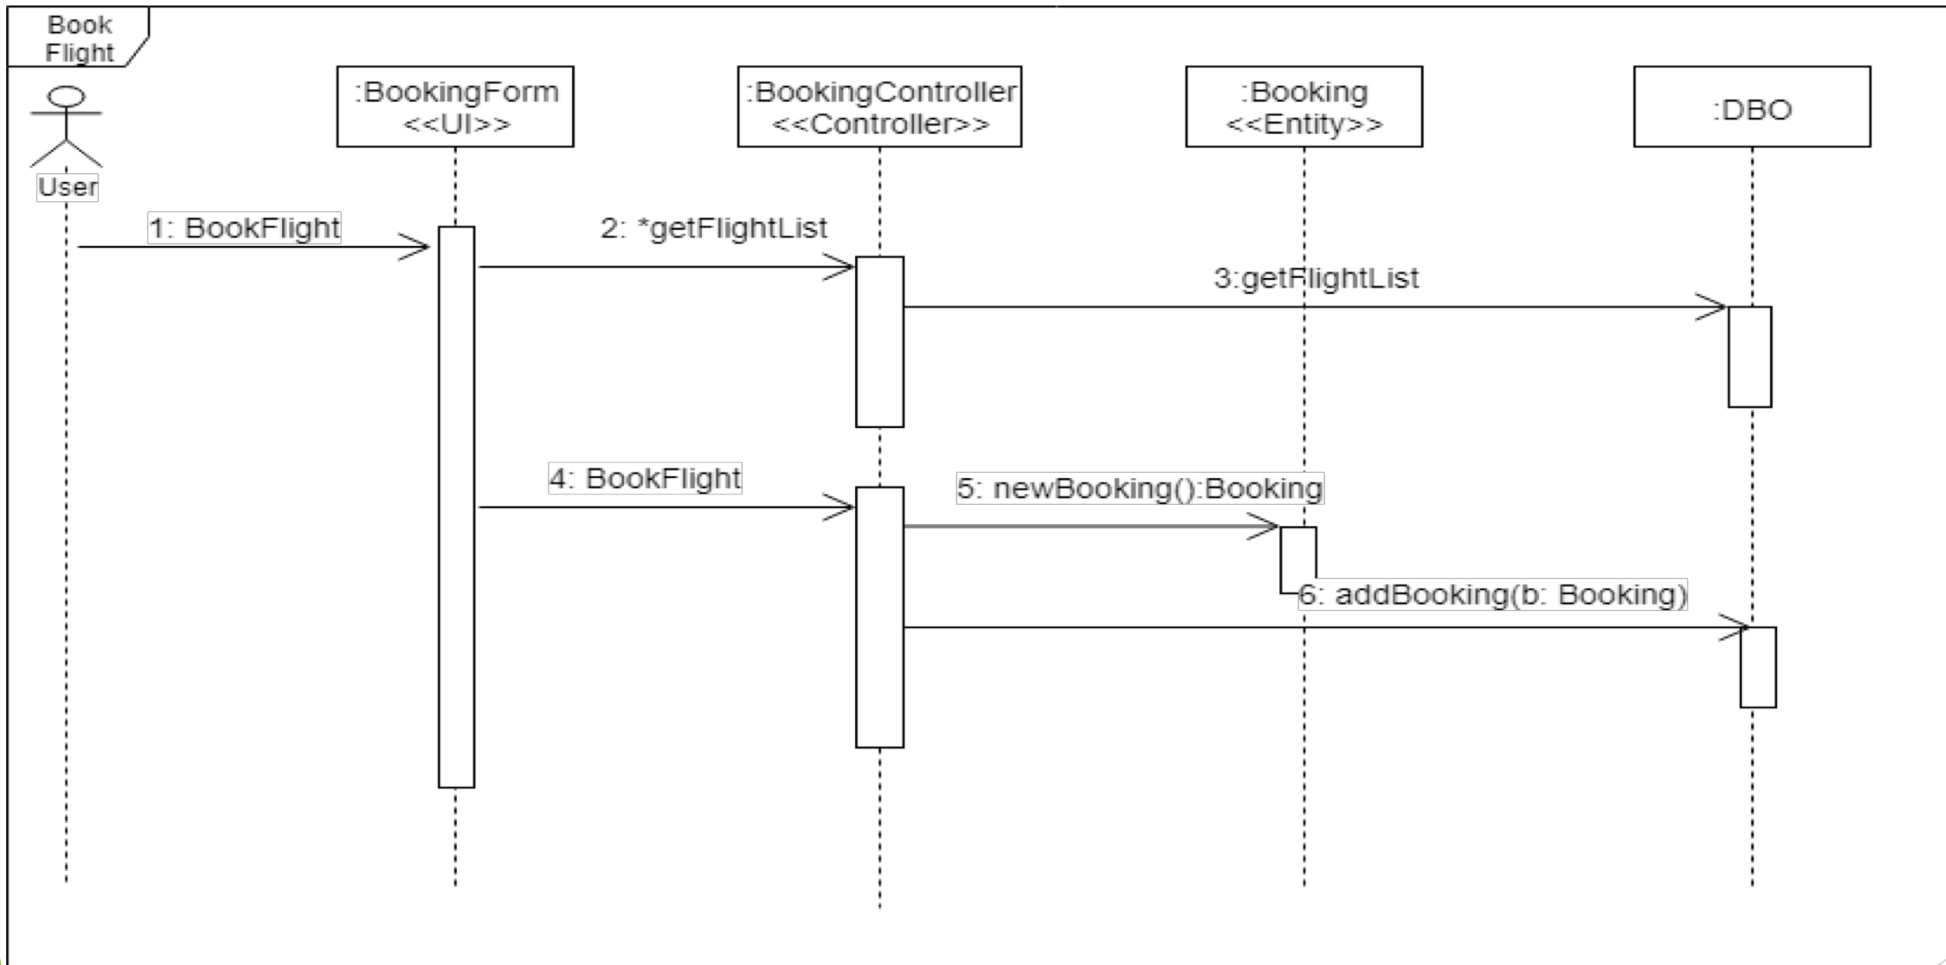 Book
Flight
:BookingForm
<<UI>>
:BookingController
<<Controller>>
:Booking
<<Entity>>
:DBO
User
1: BookFlight
2: *getFlightList
3:getFlightList
4: BookFlight
5: newBooking():Booking
6: addBooking(b: Booking)